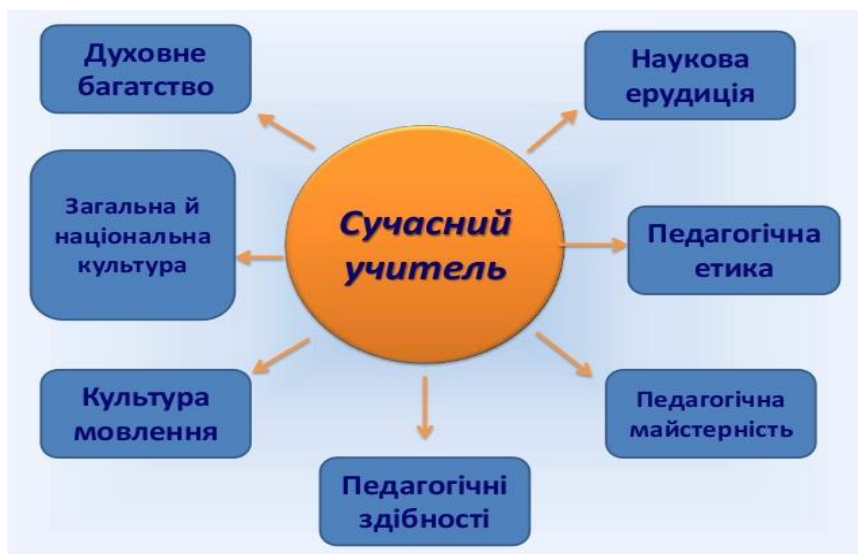 Духовне
багатство
Наукова
ерудиція
Загальна й
національна
культура
Сучасний
учитель
Педагогічна
етика
Культура
мовлення
Педагогічна
майстерність
Педагогічні
здібності